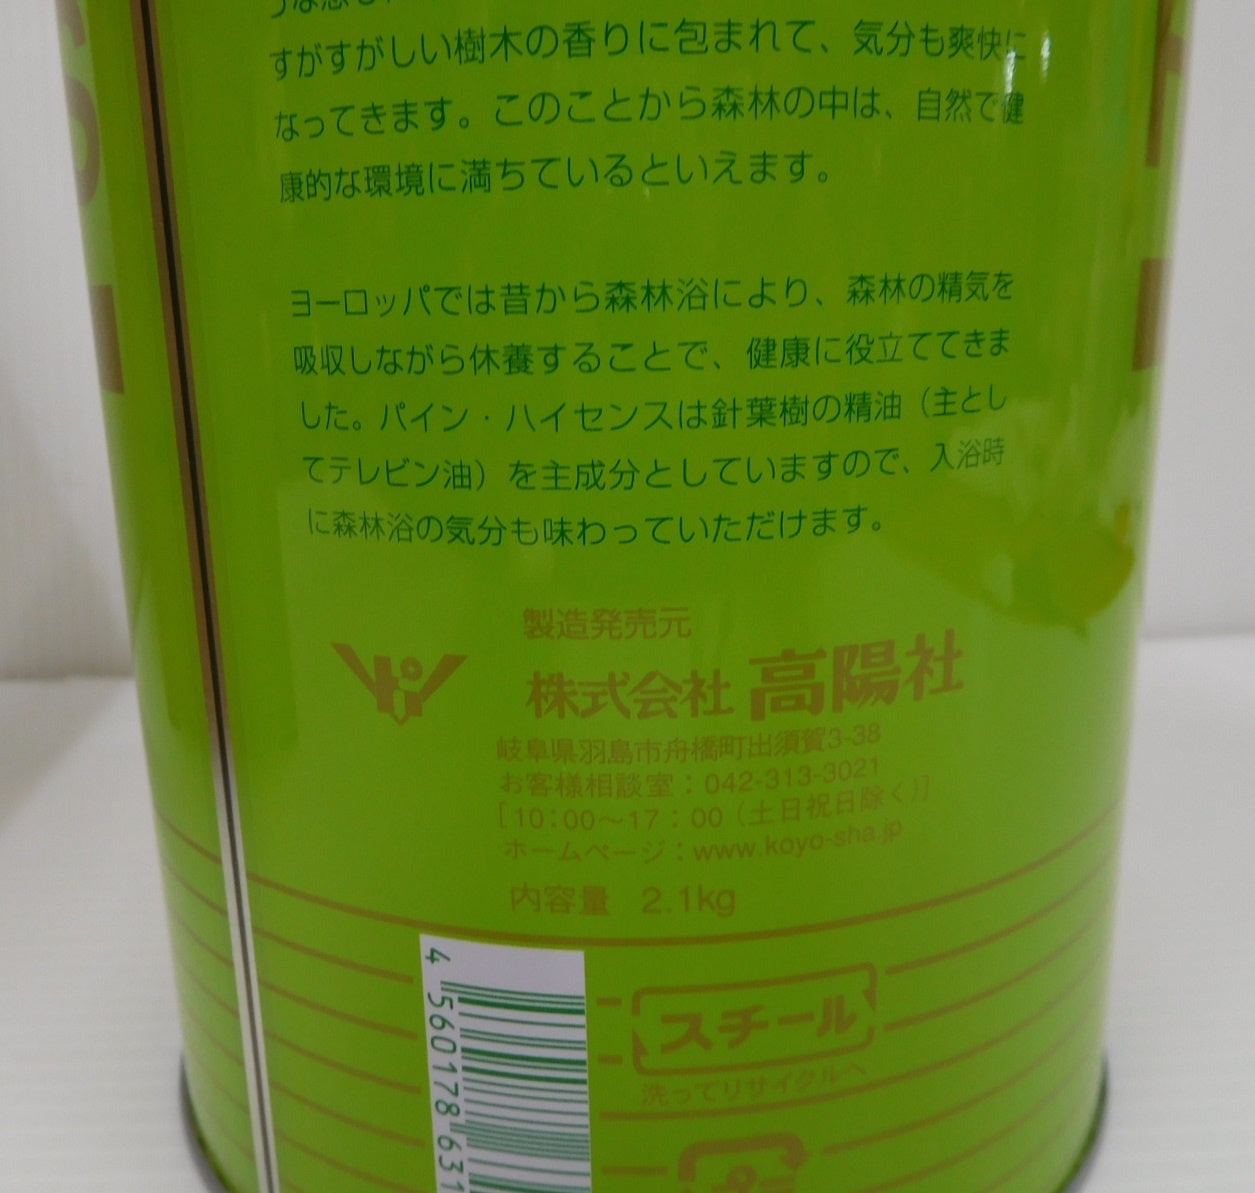 すがすがしい樹木の香りに包まれて、気分も爽快に
なってきます。このことから森林の中は、自然で健
康的な環境に満ちているといえます。
ヨーロッパでは昔から森林浴により、森林の精気を
吸収しながら休養することで、健康に役立ててきま
した。パイン・ハイセンスは針葉樹の精油（主とし
てテレビン油）を主成分としていますので、入浴時
に森林浴の気分も味わっていただけます。
製造発売元
株式会社 高陽社
岐阜県羽島市舟橋町出須賀3-38
お客様相談室：042-313-3021
［10:00～17：00（土日祝日除く）］
ホームページ：www.koyo-sha.jp
内容量 2.1kg
スチール
洗ってリサイクルへ
4 560178 631